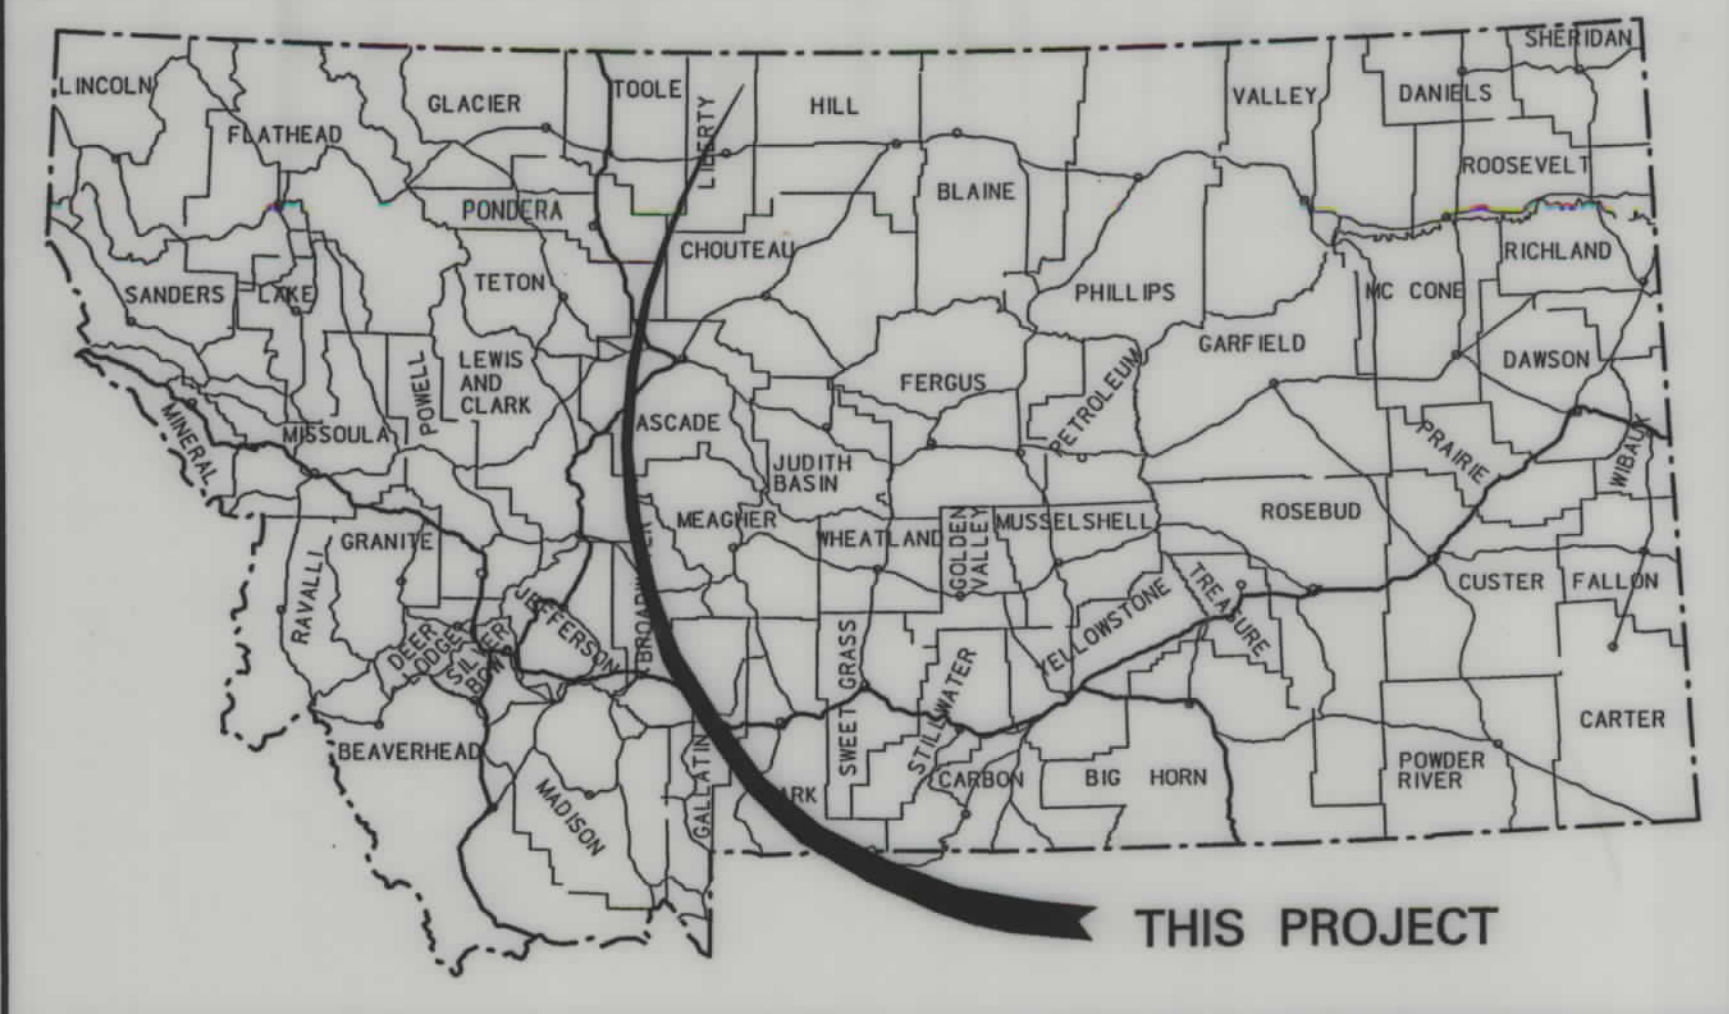 SHERIDAN
LINCOLN
GLACIER
TOOLE
LIBERTY
HILL
VALLEY
DANIELS
FLATHEAD
ROOSEVELT
BLAINE
PONDERA
CHOUTEAU
RICHLAND
SANDERS
LAKE
TETON
PHILLIPS
MC CONE
GARFIELD
DAWSON
POWELL
LEWIS
AND
CLARK
FERGUS
PETROLEUM
MINERAL
MISSOULA
ASCADE
JUDITH
BASIN
PRAIRIE
WIBAUX
GRANITE
MEAGHER
WHEATLAND
GOLDEN
VALLEY
MUSSELSHELL
ROSEBUD
RAVALLI
CUSTER
FALLON
DEER
LODGE
SILVER
BOW
JEFFERSON
SWEET GRASS
STILLWATER
YELLOWSTONE
TREASURE
BEAVERHEAD
MADISON
GALLATIN
ARK
CARBON
BIG HORN
POWDER
RIVER
CARTER
THIS PROJECT